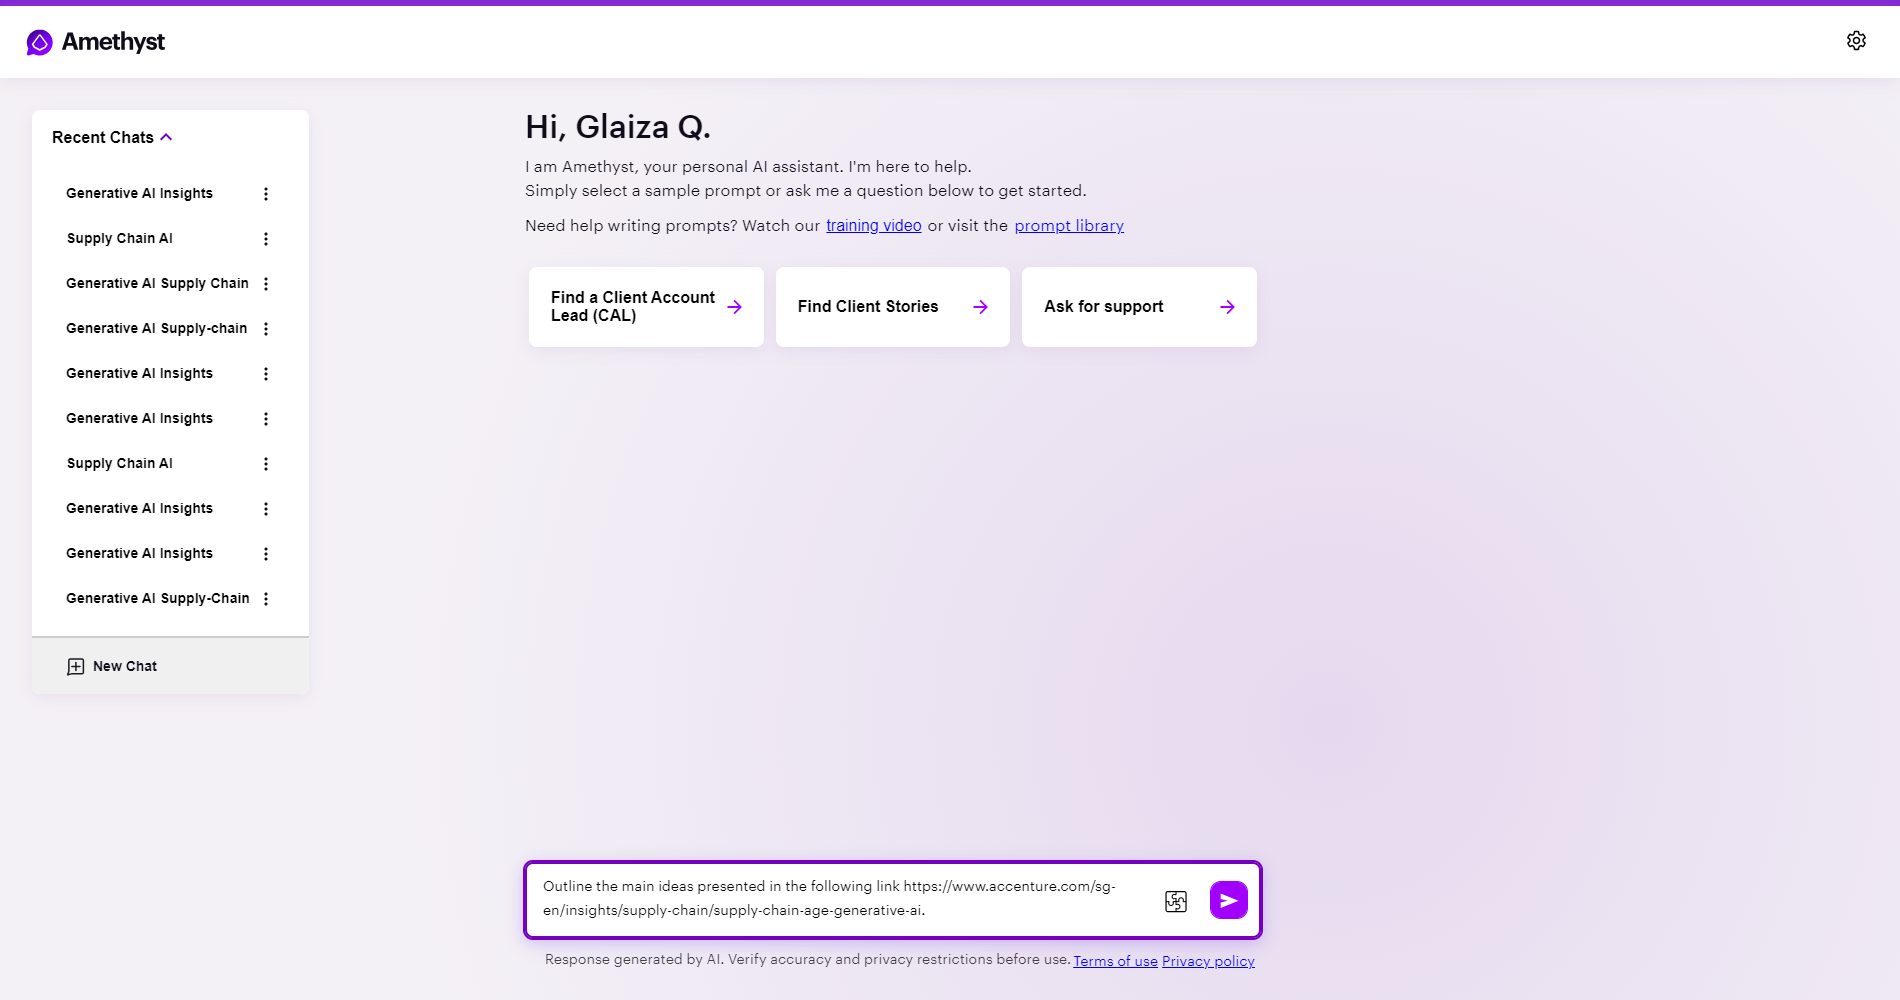 Amethyst
Recent Chats
Generative AI Insights
Supply Chain AI
Generative AI Supply Chain
Generative AI Supply-chain
Generative AI Insights
Generative AI Insights
Supply Chain AI
Generative AI Insights
Generative AI Insights
Generative AI Supply-Chain
New Chat
Hi, Glaiza Q.
I am Amethyst, your personal AI assistant. I'm here to help.
Simply select a sample prompt or ask me a question below to get started.
Need help writing prompts? Watch our training video or visit the prompt library
Find a Client Account
Lead (CAL)
Find Client Stories
Ask for support
Outline the main ideas presented in the following link https://www.accenture.com/sg-
en/insights/supply-chain/supply-chain-age-generative-ai.
Response generated by AI. Verify accuracy and privacy restrictions before use. Terms of use Privacy policy